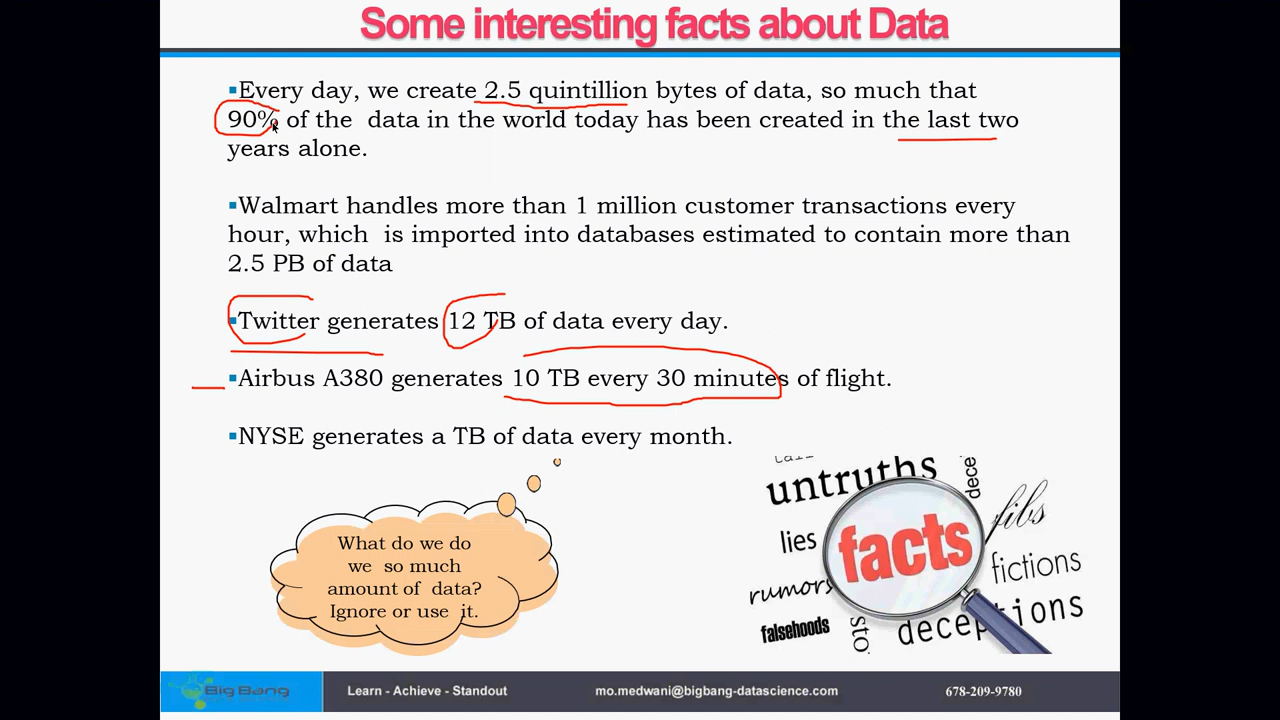 Some interesting facts about Data
▪Every day, we create 2.5 quintillion bytes of data, so much that
90% of the data in the world today has been created in the last two
years alone.
▪Walmart handles more than 1 million customer transactions every
hour, which is imported into databases estimated to contain more than
2.5 PB of data
▪Twitter generates 12 TB of data every day.
▪Airbus A380 generates 10 TB every 30 minutes of flight.
▪NYSE generates a TB of data every month.
What do we do
we so much
amount of data?
Ignore or use it.
untruths
dece
lies
facts
fibs
fictions
rumors
falsehoods
sto
deceptions
Big Bang
Learn - Achieve - Standout
mo.medwani@bigbang-datascience.com
678-209-9780